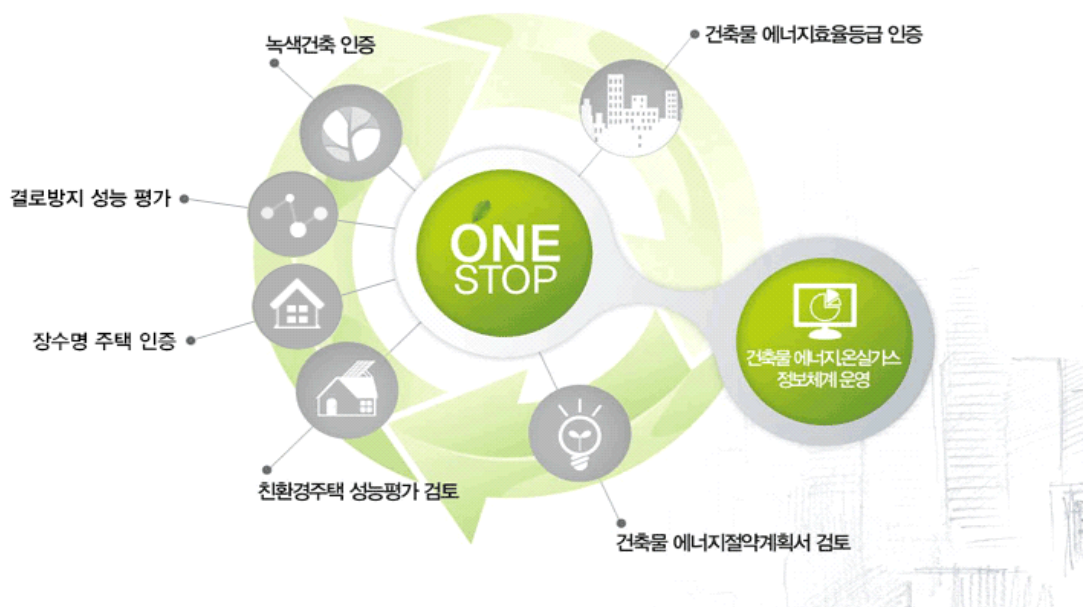 녹색건축 인증
건축물 에너지효율등급 인증
결로방지 성능 평가
ONE
STOP
장수명 주택 인증
건축물 에너지,온실가스
정보체계 운영
친환경주택 성능평가 검토
건축물 에너지절약계획서 검토